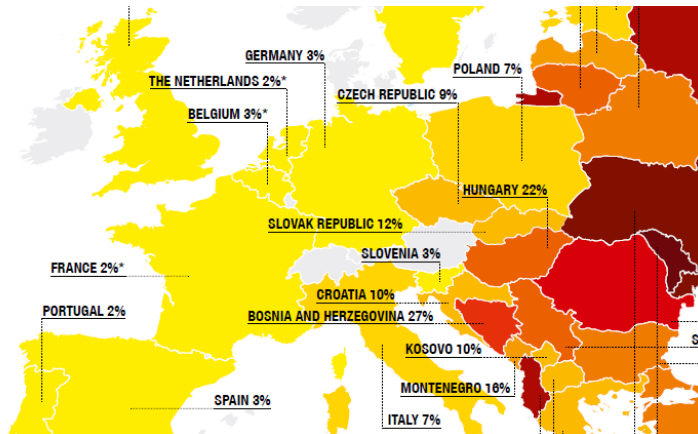 GERMANY 3%
POLAND 7%
THE NETHERLANDS 2%*
CZECH REPUBLIC 9%
BELGIUM 3%*
HUNGARY 22%
SLOVAK REPUBLIC 12%
SLOVENIA 3%
FRANCE 2%*
CROATIA 10%
PORTUGAL 2%
BOSNIA AND HERZEGOVINA 27%
S
KOSOVO 10%
MONTENEGRO 16%
SPAIN 3%
ITALY 7%